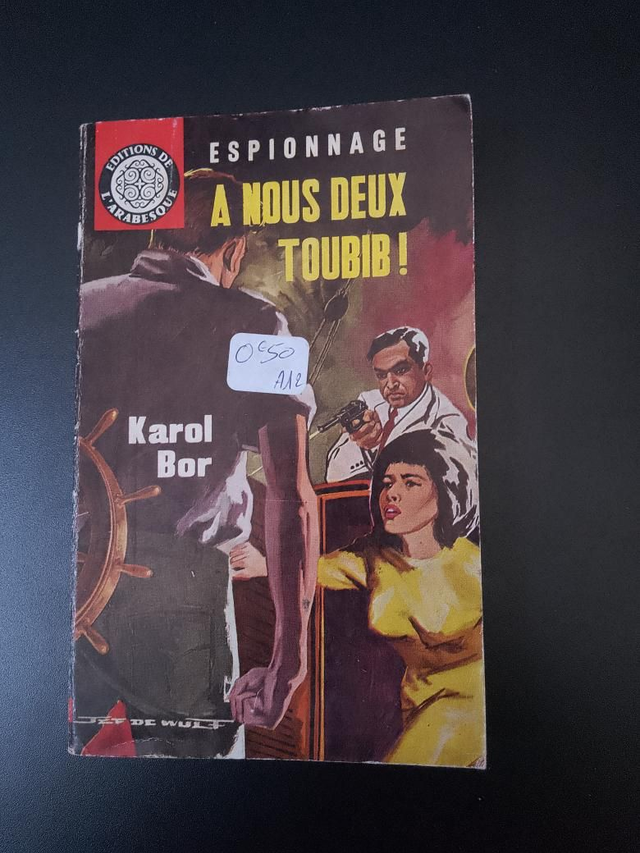 EDITIONS DE
L'ARABESQUE
ESPIONNAGE
A NOUS DEUX
TOUBIB !
0€50
A12
Karol
Bor
JEF DE WULF